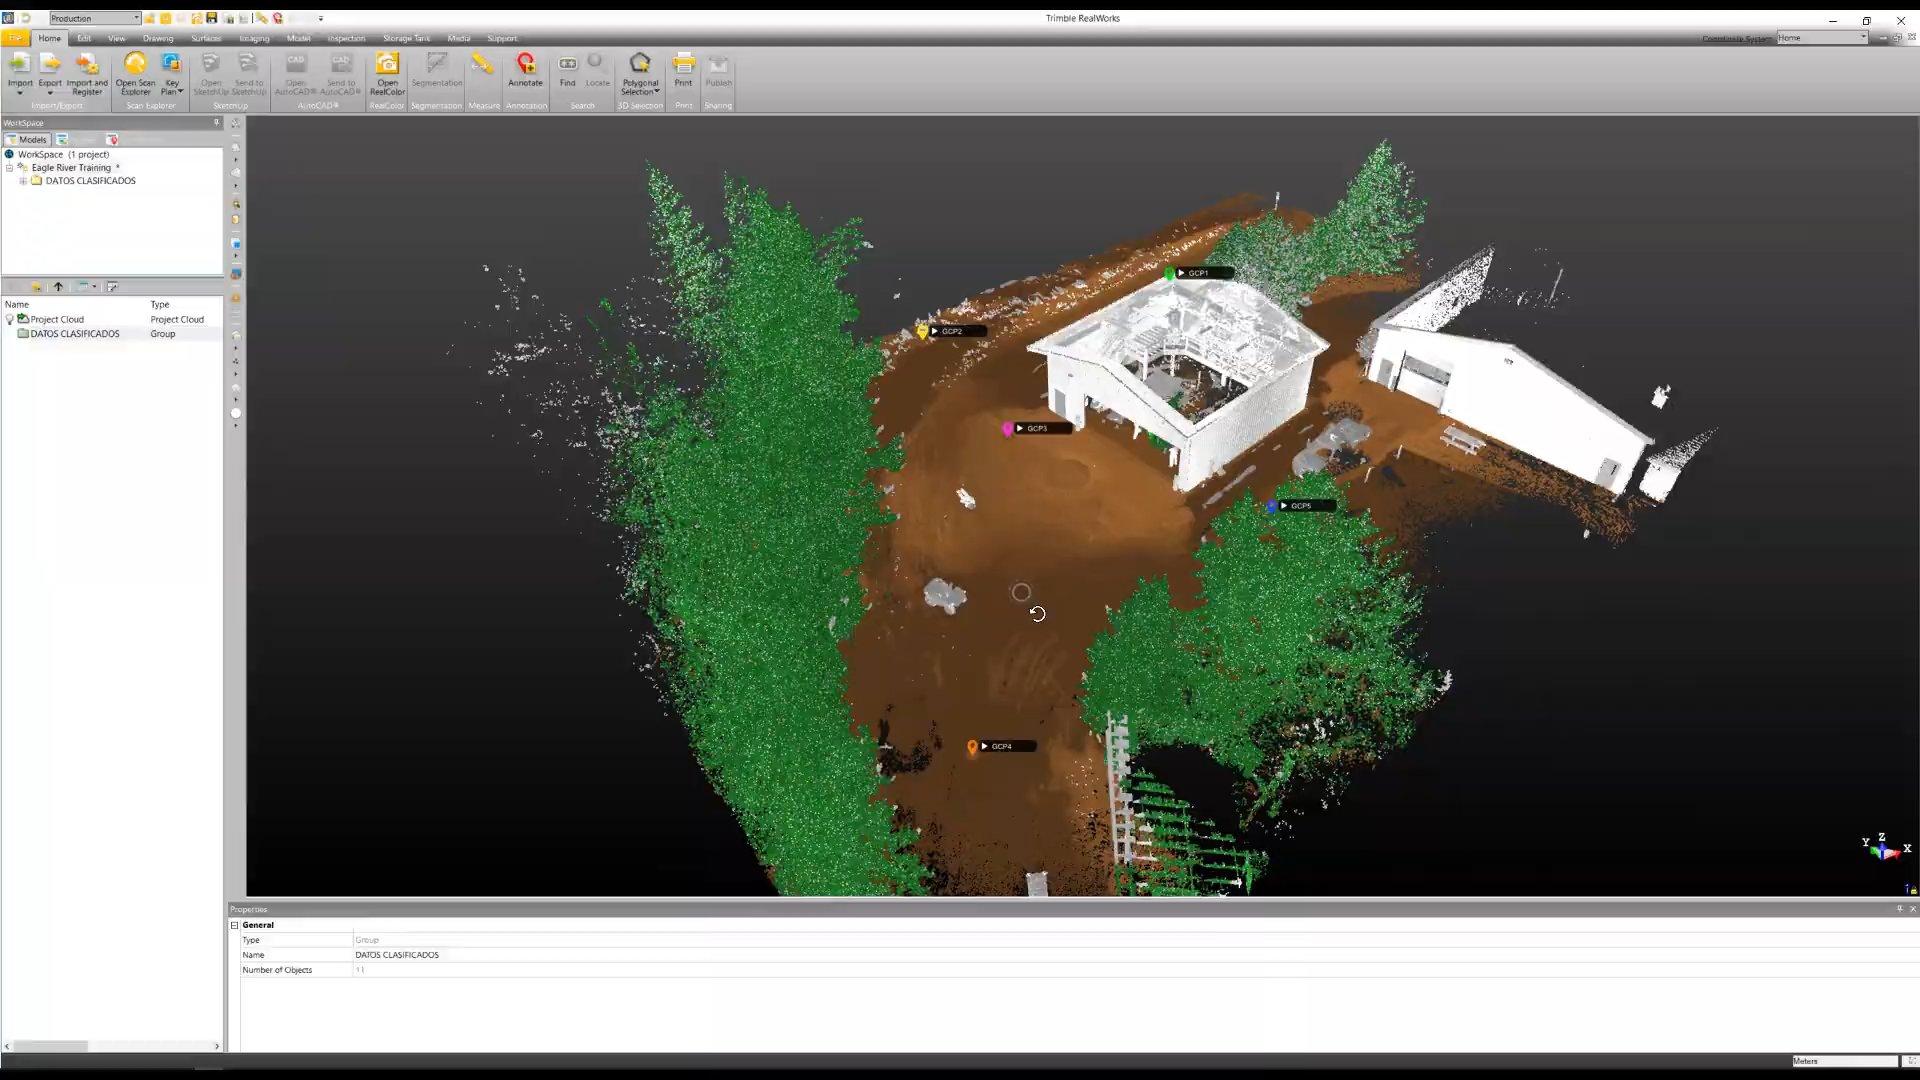 Production
Trimble RealWorks
File Home Edit View Drawing Surfaces Imaging Model Inspection Storage Tank Media Support
Coordinate System: Home
Import Export Import and Register Open Scan Explorer Key Plan Open SketchUp Send to SketchUp Open AutoCAD® Send to AutoCAD® Open RealColor Segmentation Annotate Find Locate Polygonal Selection Print Publish
Import/Export Scan Explorer SketchUp AutoCAD® RealColor Segmentation Measure Annotation Search 3D Selection Print Sharing
WorkSpace
Models
WorkSpace (1 project)
Eagle River Training *
DATOS CLASIFICADOS
Name Type
Project Cloud Project Cloud
DATOS CLASIFICADOS Group
GCP1
GCP2
GCP3
GCP5
GCP4
Z
Y X
Properties
General
Type Group
Name DATOS CLASIFICADOS
Number of Objects 11
Meters